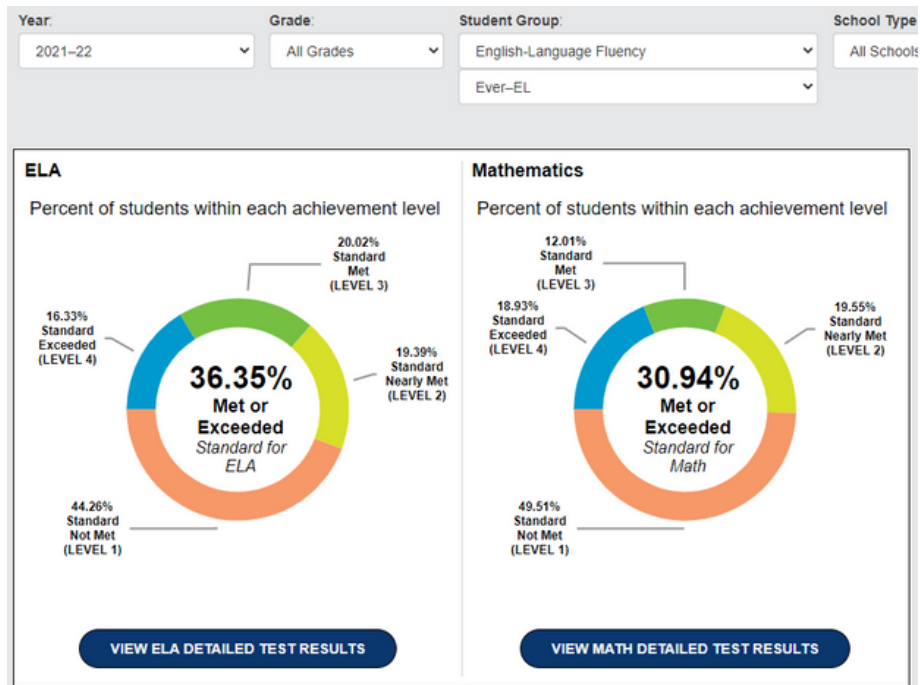 Year:
Grade:
Student Group:
School Type
2021–22
All Grades
English-Language Fluency
All Schools
Ever–EL
ELA
Percent of students within each achievement level
20.02%
Standard
Met
(LEVEL 3)
16.33%
Standard
Exceeded
(LEVEL 4)
19.39%
Standard
Nearly Met
(LEVEL 2)
36.35%
Met or
Exceeded
Standard for
ELA
44.26%
Standard
Not Met
(LEVEL 1)
VIEW ELA DETAILED TEST RESULTS
Mathematics
Percent of students within each achievement level
12.01%
Standard
Met
(LEVEL 3)
18.93%
Standard
Exceeded
(LEVEL 4)
19.55%
Standard
Nearly Met
(LEVEL 2)
30.94%
Met or
Exceeded
Standard for
Math
49.51%
Standard
Not Met
(LEVEL 1)
VIEW MATH DETAILED TEST RESULTS